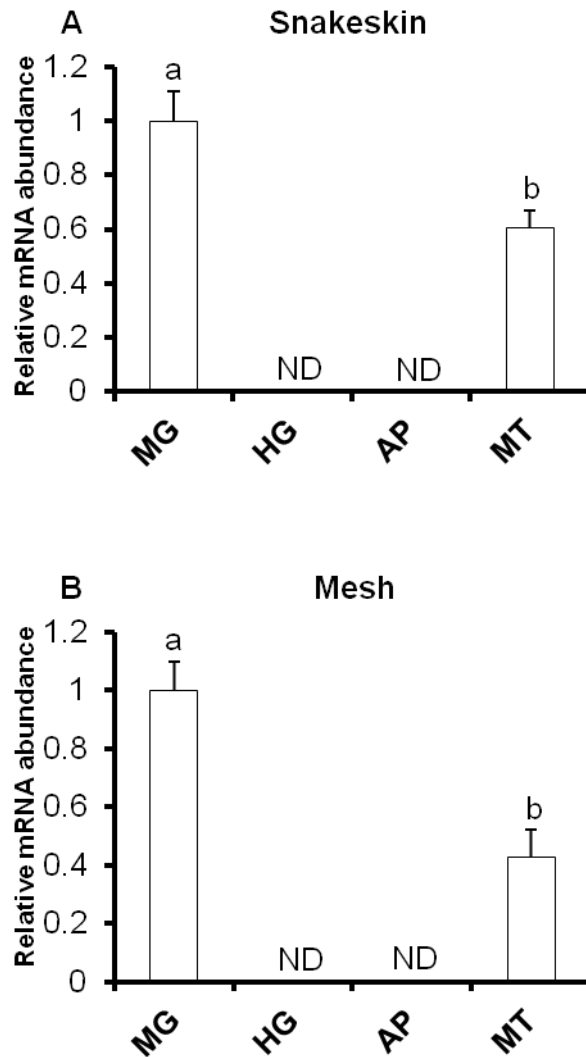 A Snakeskin
Relative mRNA abundance
1.2
1
0.8
0.6
0.4
0.2
0
a
ND
ND
b
MG
HG
AP
MT
B Mesh
Relative mRNA abundance
1.2
1
0.8
0.6
0.4
0.2
0
a
ND
ND
b
MG
HG
AP
MT